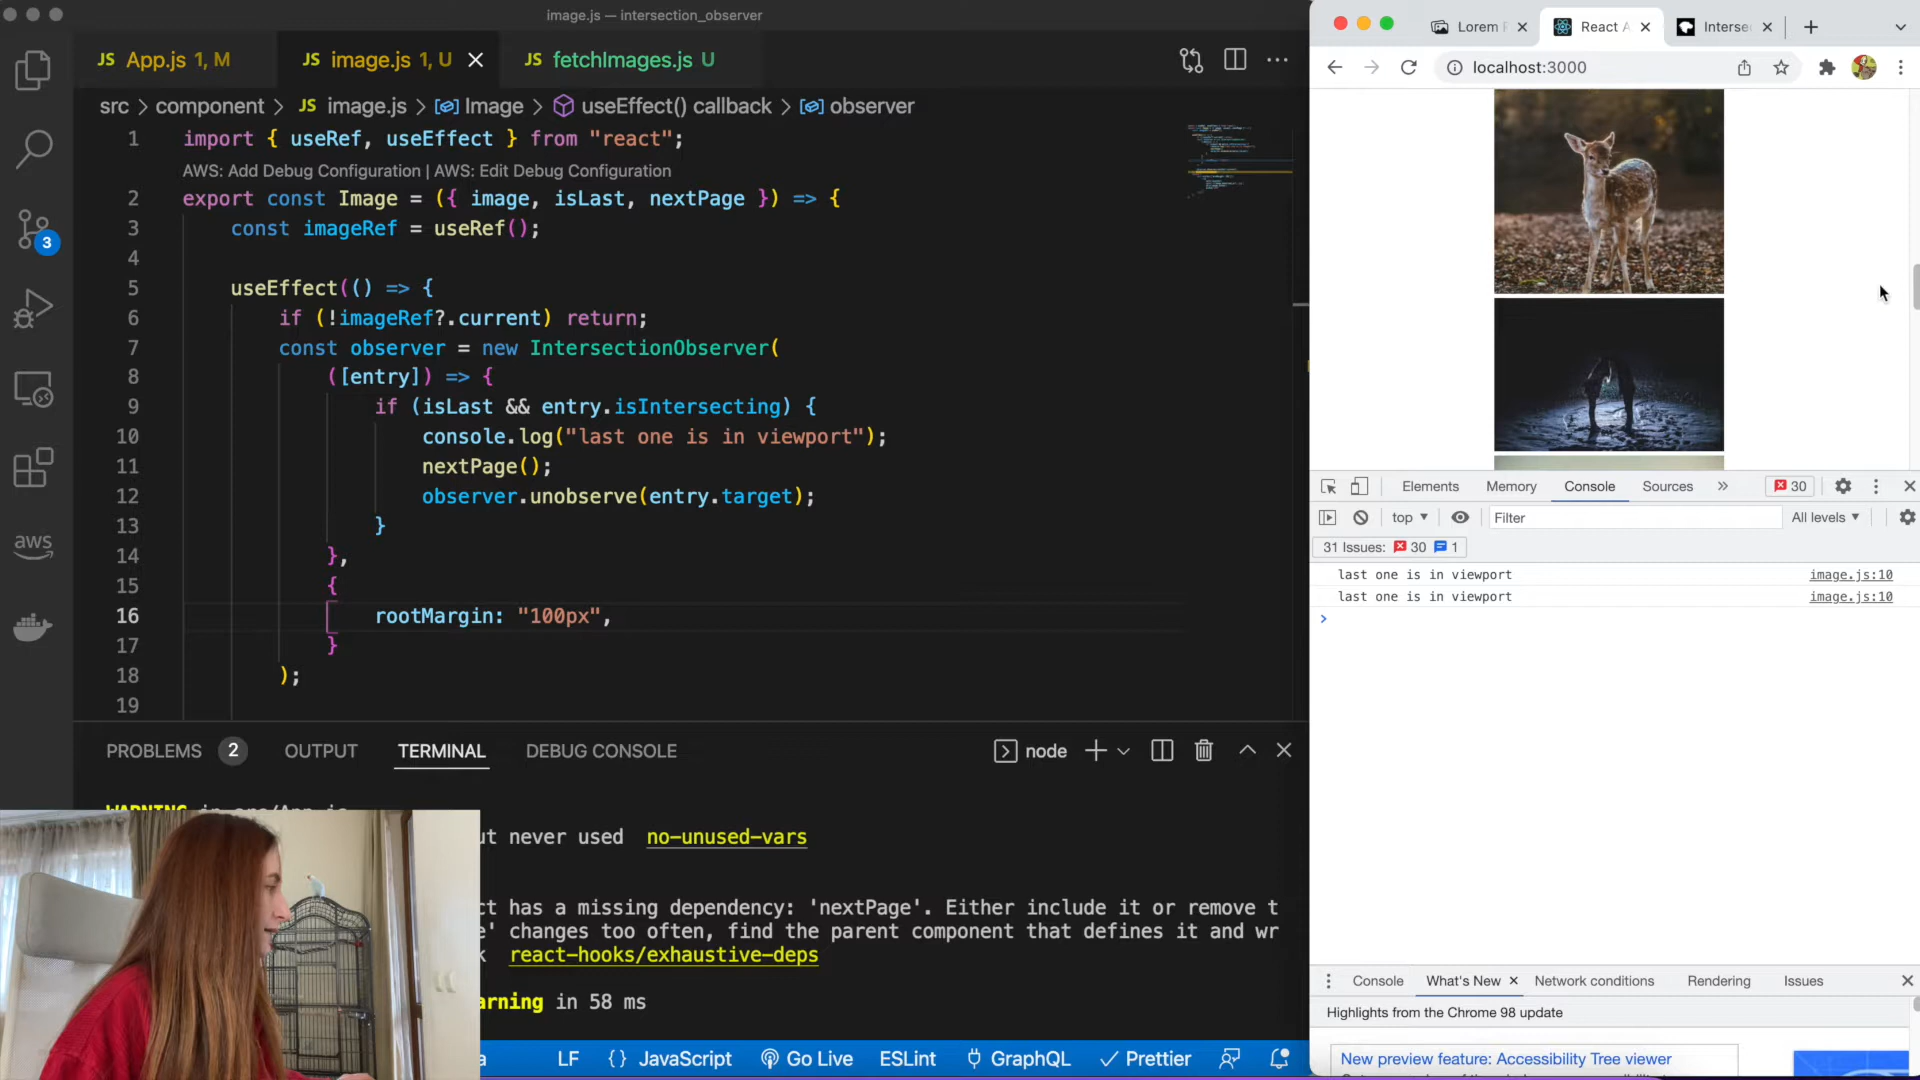 image.js — intersection_observer
JS App.js 1, M
JS image.js 1, U
JS fetchImages.js U
src > component > JS image.js > Image > useEffect() callback > observer
1 import { useRef, useEffect } from "react";
AWS: Add Debug Configuration | AWS: Edit Debug Configuration
2 export const Image = ({ image, isLast, nextPage }) => {
3 const imageRef = useRef();
4
5 useEffect(() => {
6 if (!imageRef?.current) return;
7 const observer = new IntersectionObserver(
8 ([entry]) => {
9 if (isLast && entry.isIntersecting) {
10 console.log("last one is in viewport");
11 nextPage();
12 observer.unobserve(entry.target);
13 }
14 },
15 {
16 rootMargin: "100px",
17 }
18 );
19
3
aws
PROBLEMS 2 OUTPUT TERMINAL DEBUG CONSOLE
node
never used no-unused-vars
has a missing dependency: 'nextPage'. Either include it or remove t
changes too often, find the parent component that defines it and wr
react-hooks/exhaustive-deps
in 58 ms
LF {} JavaScript Go Live ESLint GraphQL Prettier
Lorem
React A
Interse
localhost:3000
Elements Memory Console Sources » 30
top Filter All levels
31 Issues: 30 1
last one is in viewport image.js:10
last one is in viewport image.js:10
>
Console What's New Network conditions Rendering Issues
Highlights from the Chrome 98 update
New preview feature: Accessibility Tree viewer